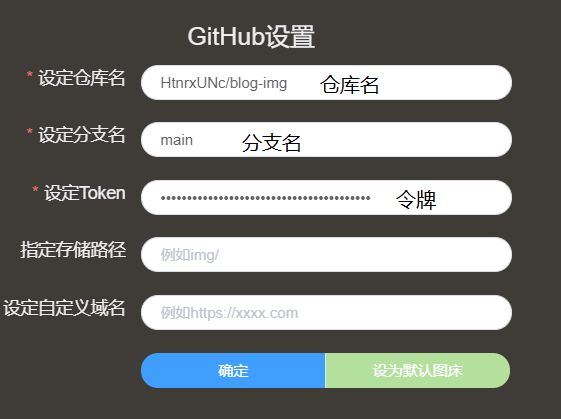 GitHub设置
* 设定仓库名 HtnrxUNc/blog-img 仓库名
* 设定分支名 main 分支名
* 设定Token •••••••••••••••••••••••••••••••••••••••• 令牌
指定存储路径 例如img/
设定自定义域名 例如https://xxxx.com
确定 设为默认图床